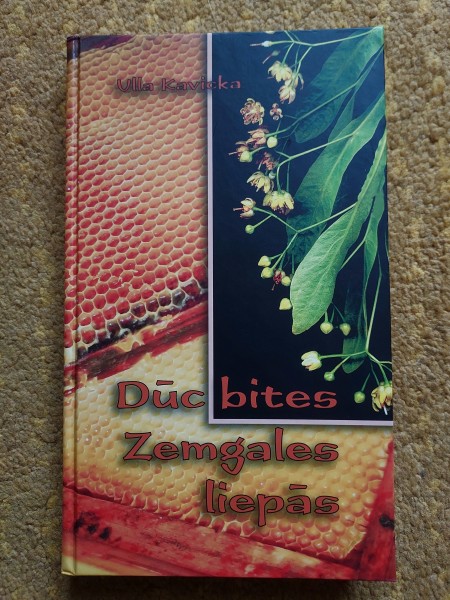 Ulla Kavicka
Dūc bites
Zemgales
liepās